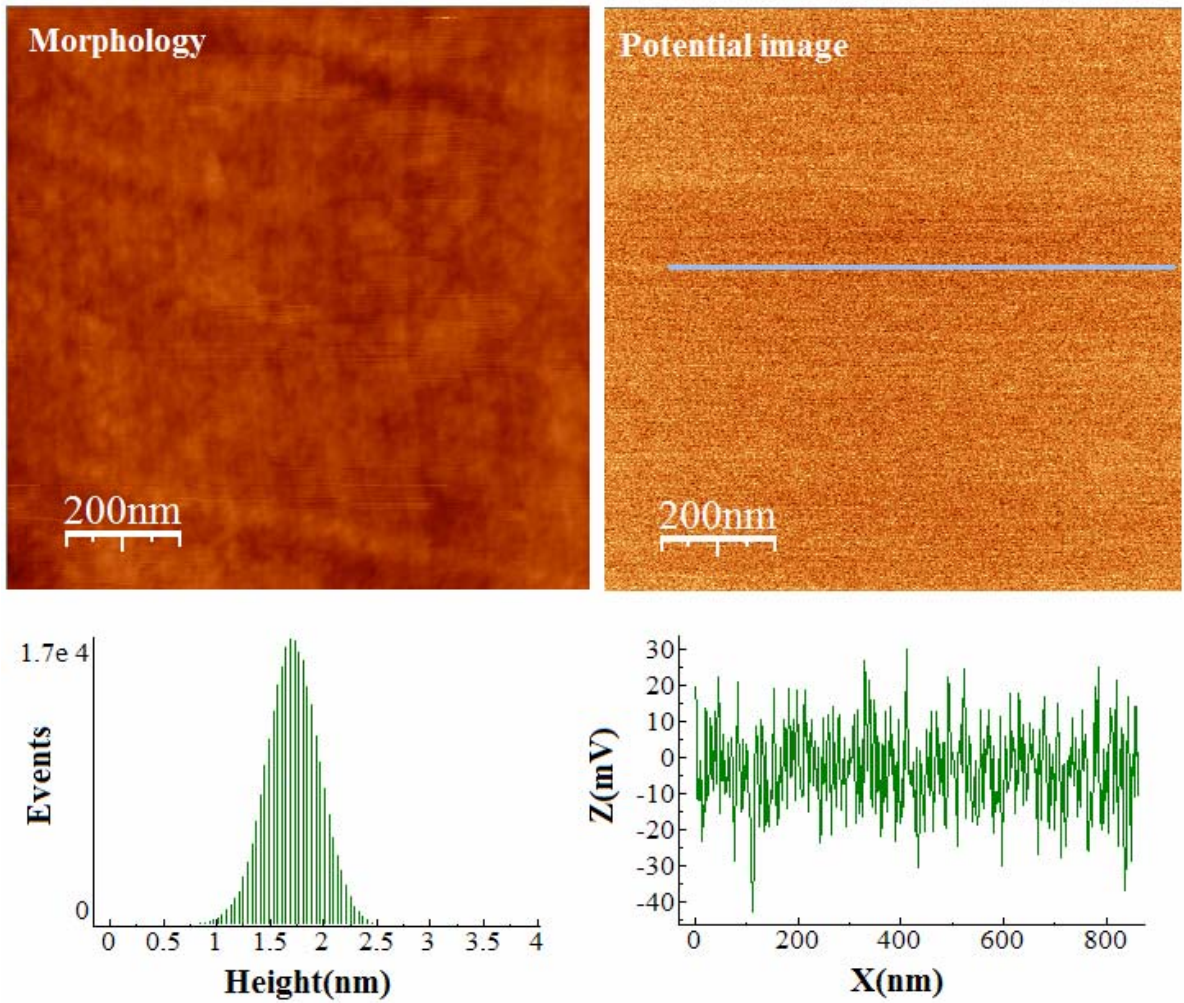 Morphology
Potential image
200nm
200nm
1.7e 4
0
Events
0 0.5 1 1.5 2 2.5 3 3.5 4
Height(nm)
30
20
10
0
-10
-20
-30
-40
Z(mV)
0 200 400 600 800
X(nm)